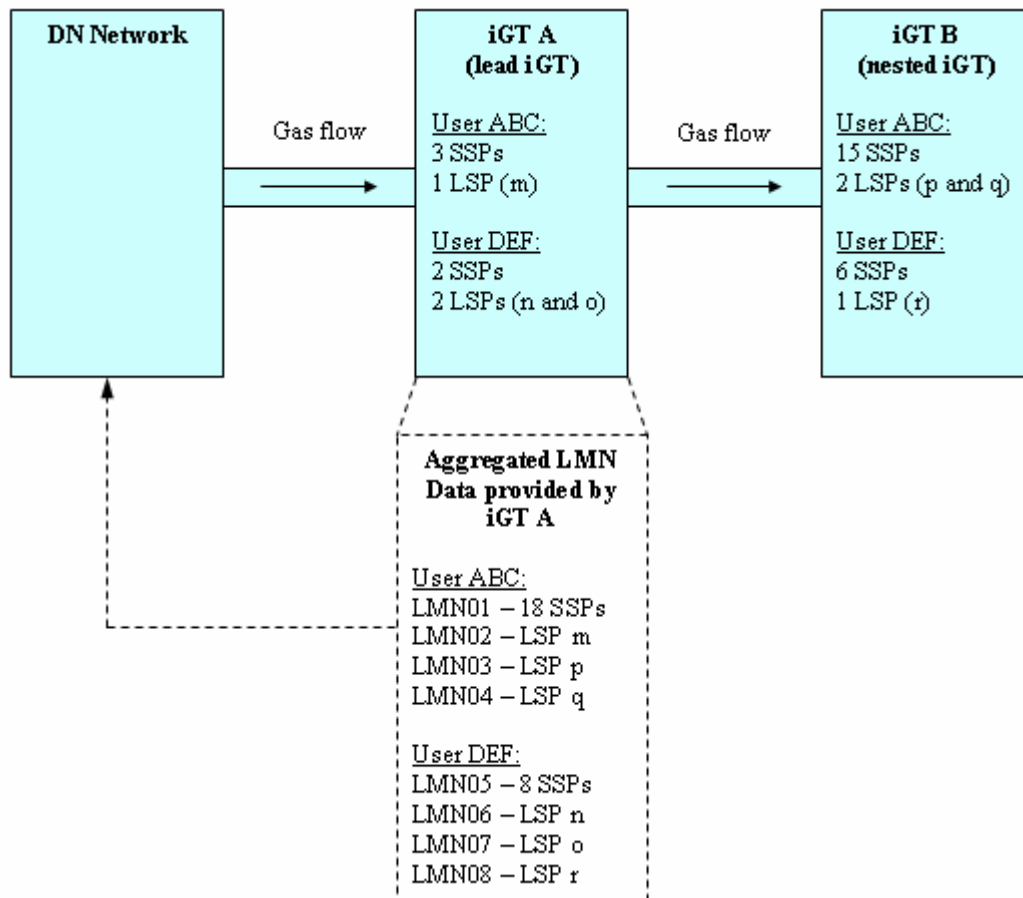 DN Network
Gas flow
iGT A
(lead iGT)
User ABC:
3 SSPs
1 LSP (m)
User DEF:
2 SSPs
2 LSPs (n and o)
Gas flow
iGT B
(nested iGT)
User ABC:
15 SSPs
2 LSPs (p and q)
User DEF:
6 SSPs
1 LSP (r)
Aggregated LMN
Data provided by
iGT A
User ABC:
LMN01 – 18 SSPs
LMN02 – LSP m
LMN03 – LSP p
LMN04 – LSP q
User DEF:
LMN05 – 8 SSPs
LMN06 – LSP n
LMN07 – LSP o
LMN08 – LSP r